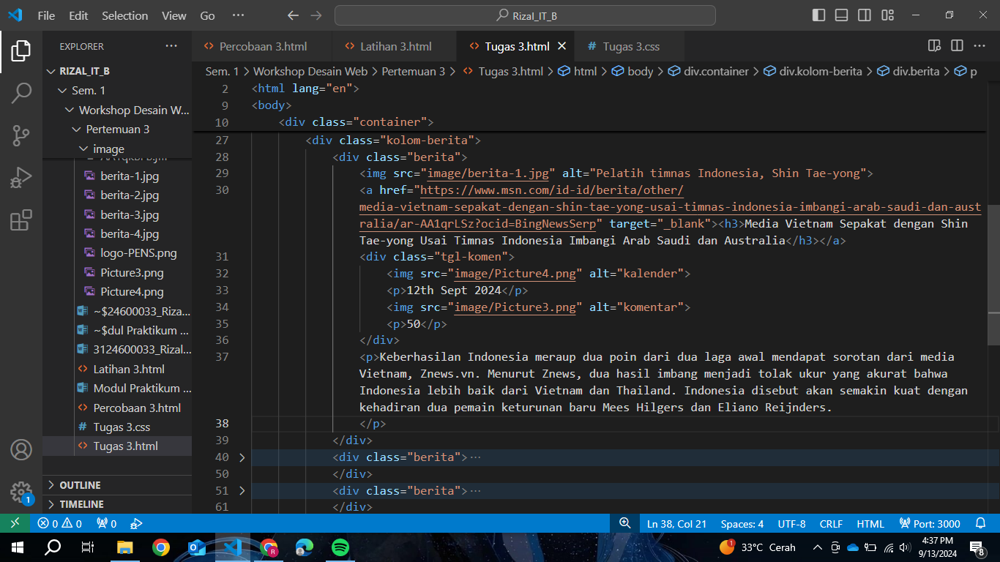 File Edit Selection View Go ··· Rizal_IT_B
EXPLORER ···
RIZAL_IT_B
Sem. 1
Workshop Desain W...
Pertemuan 3
image
berita-1.jpg
berita-2.jpg
berita-3.jpg
berita-4.jpg
logo-PENS.png
Picture3.png
Picture4.png
~$24600033_Riza...
~$dul Praktikum ...
3124600033_Rizal...
Latihan 3.html
Modul Praktikum ...
Percobaan 3.html
Tugas 3.css
Tugas 3.html
OUTLINE
TIMELINE
Percobaan 3.html Latihan 3.html Tugas 3.html Tugas 3.css
Sem. 1 > Workshop Desain Web > Pertemuan 3 > Tugas 3.html > html > body > div.container > div.kolom-berita > div.berita > p
2 <html lang="en">
9 <body>
10 <div class="container">
27 <div class="kolom-berita">
28 <div class="berita">
29 <img src="image/berita-1.jpg" alt="Pelatih timnas Indonesia, Shin Tae-yong">
30 <a href="https://www.msn.com/id-id/berita/other/
media-vietnam-sepakat-dengan-shin-tae-yong-usai-timnas-indonesia-imbangi-arab-saudi-dan-aust
ralia/ar-AA1qrLSz?ocid=BingNewsSerp" target="_blank"><h3>Media Vietnam Sepakat dengan Shin
Tae-yong Usai Timnas Indonesia Imbangi Arab Saudi dan Australia</h3></a>
31 <div class="tgl-komen">
32 <img src="image/Picture4.png" alt="kalender">
33 <p>12th Sept 2024</p>
34 <img src="image/Picture3.png" alt="komentar">
35 <p>50</p>
36 </div>
37 <p>Keberhasilan Indonesia meraup dua poin dari dua laga awal mendapat sorotan dari media
Vietnam, Znews.vn. Menurut Znews, dua hasil imbang menjadi tolak ukur yang akurat bahwa
Indonesia lebih baik dari Vietnam dan Thailand. Indonesia disebut akan semakin kuat dengan
kehadiran dua pemain keturunan baru Mees Hilgers dan Eliano Reijnders.
38 </p>
39 </div>
40 <div class="berita">···
50 </div>
51 <div class="berita">···
61 </div>
1
0 0 0 Ln 38, Col 21 Spaces: 4 UTF-8 CRLF HTML Port: 3000
1 33°C Cerah 4:37 PM
9/13/2024
8